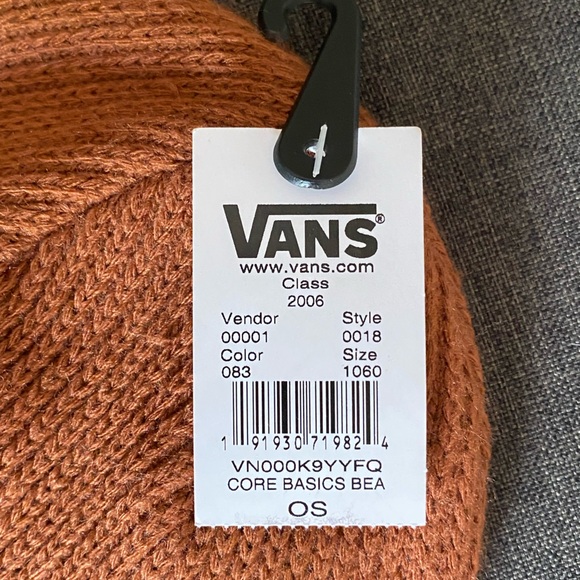 VANS®
www.vans.com
Class
2006
Vendor Style
00001 0018
Color Size
083 1060
1 91930 71982 4
VN000K9YYFQ
CORE BASICS BEA
OS